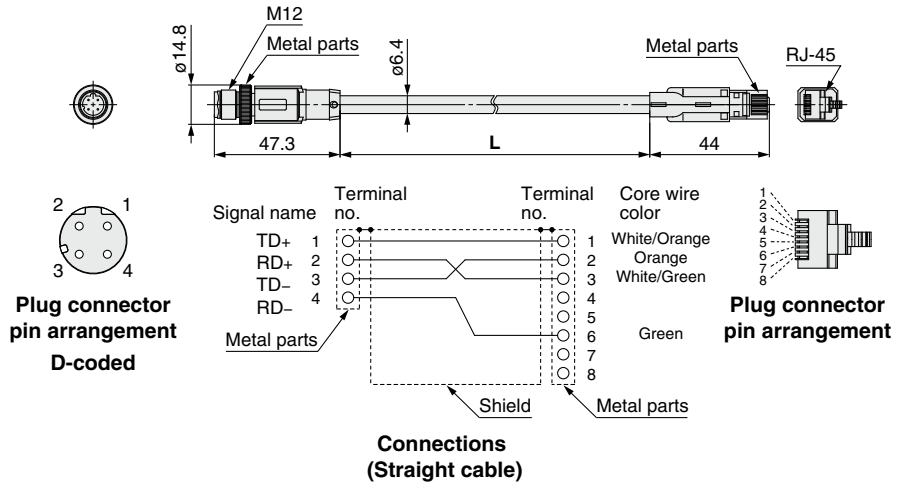 M12
Metal parts
ø14.8
ø6.4
Metal parts
RJ-45
47.3
L
44
2 1
3 4
Plug connector
pin arrangement
D-coded
Signal name
Terminal
no.
TD+ 1
RD+ 2
TD– 3
RD– 4
Metal parts
Terminal
no.
Core wire
color
1 White/Orange
2 Orange
3 White/Green
4
5
6 Green
7
8
Shield
Metal parts
Connections
(Straight cable)
1
2
3
4
5
6
7
8
Plug connector
pin arrangement